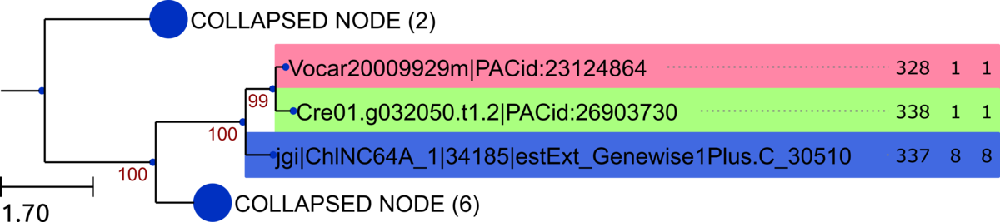 COLLAPSED NODE (2)
Vocar20009929m|PACid:23124864 328 1 1
99
Cre01.g032050.t1.2|PACid:26903730 338 1 1
100
jgi|ChlNC64A_1|34185|estExt_Genewise1Plus.C_30510 337 8 8
100
COLLAPSED NODE (6)
1.70